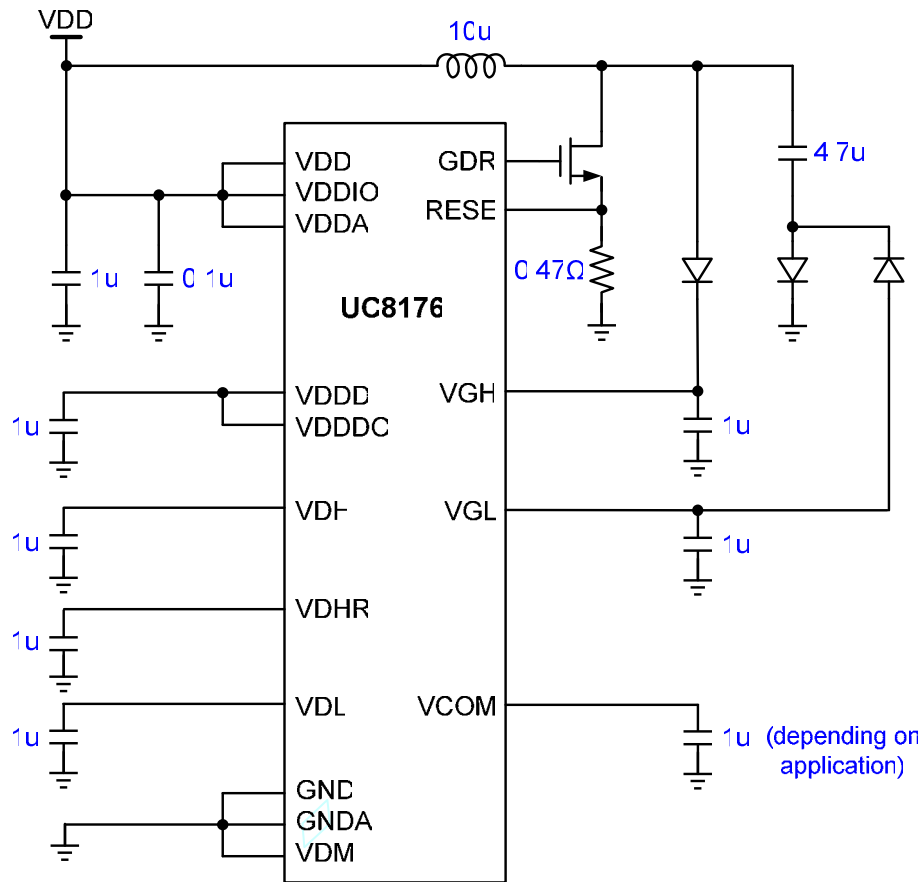 VDD
10u
VDD
GDR
4.7u
VDDIO
RESE
VDDA
1u
0.1u
0.47Ω
UC8176
VDDD
VGH
1u
VDDDO
1u
VDH
VGL
1u
1u
VDHR
1u
VDL
VCOM
1u
1u (depending on
application)
GND
GNDA
VDM